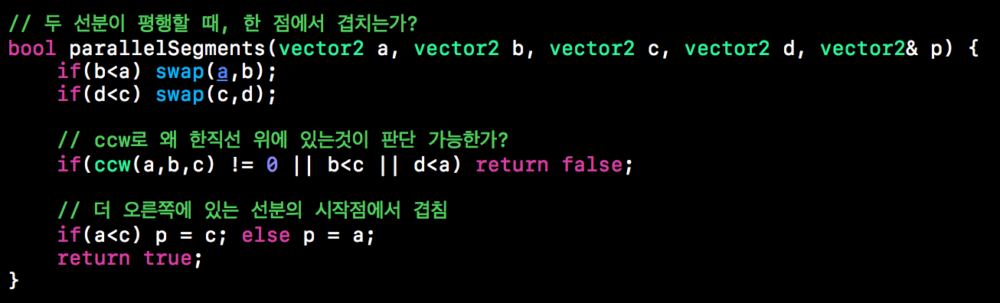 // 두 선분이 평행할 때, 한 점에서 겹치는가?
bool parallelSegments(vector2 a, vector2 b, vector2 c, vector2 d, vector2& p) {
    if(b<a) swap(a,b);
    if(d<c) swap(c,d);

    // ccw로 왜 한직선 위에 있는것이 판단 가능한가?
    if(ccw(a,b,c) != 0 || b<c || d<a) return false;

    // 더 오른쪽에 있는 선분의 시작점에서 겹침
    if(a<c) p = c; else p = a;
    return true;
}